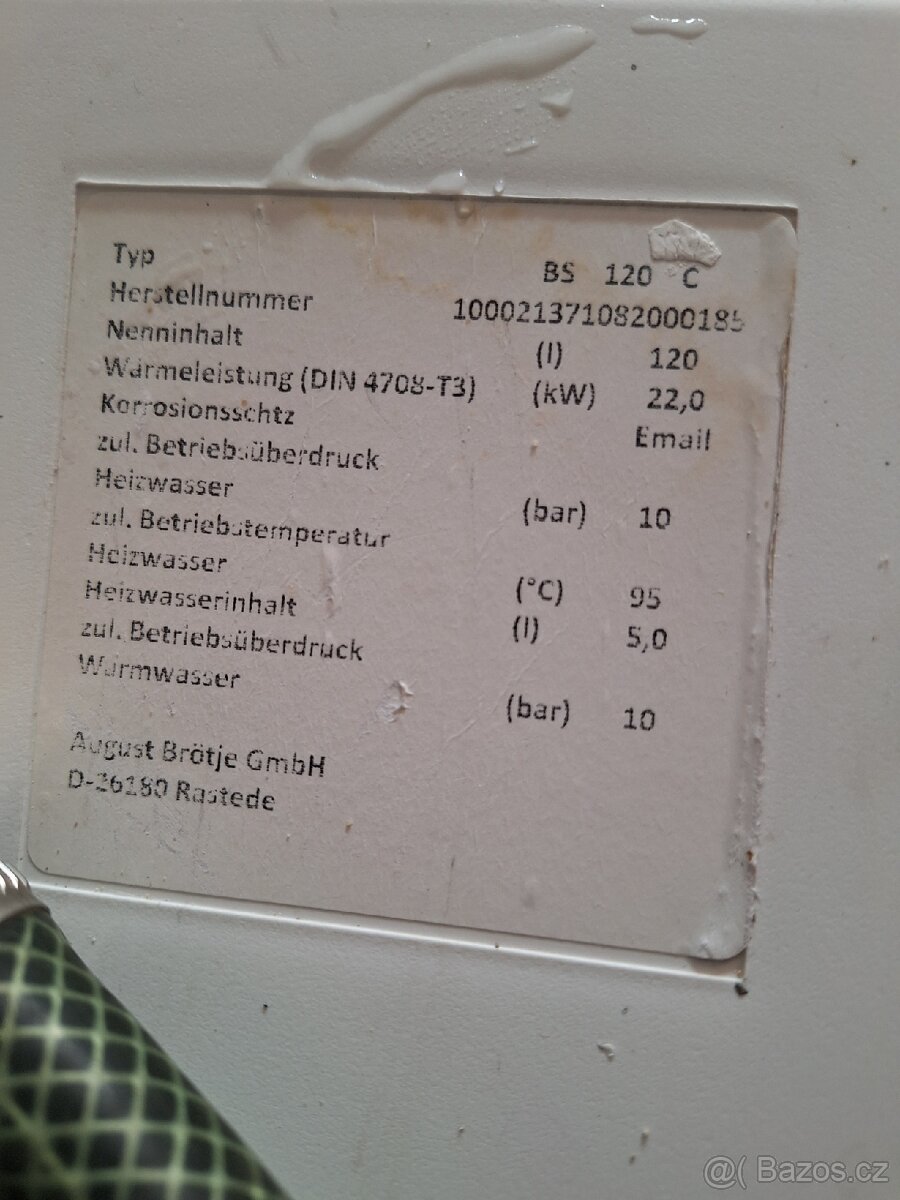 Typ BS 120 C
Herstellnummer 100021371082000185
Nenninhalt (l) 120
Wärmeleistung (DIN 4708-T3) (kW) 22,0
Korrosionsschtz Email
zul. Betriebsüberdruck
Heizwasser (bar) 10
zul. Betriebstemperatur
Heizwasser (°C) 95
Heizwasserinhalt (l) 5,0
zul. Betriebsüberdruck
Warmwasser (bar) 10
August Brötje GmbH
D-26180 Rastede
@( Bazos.cz